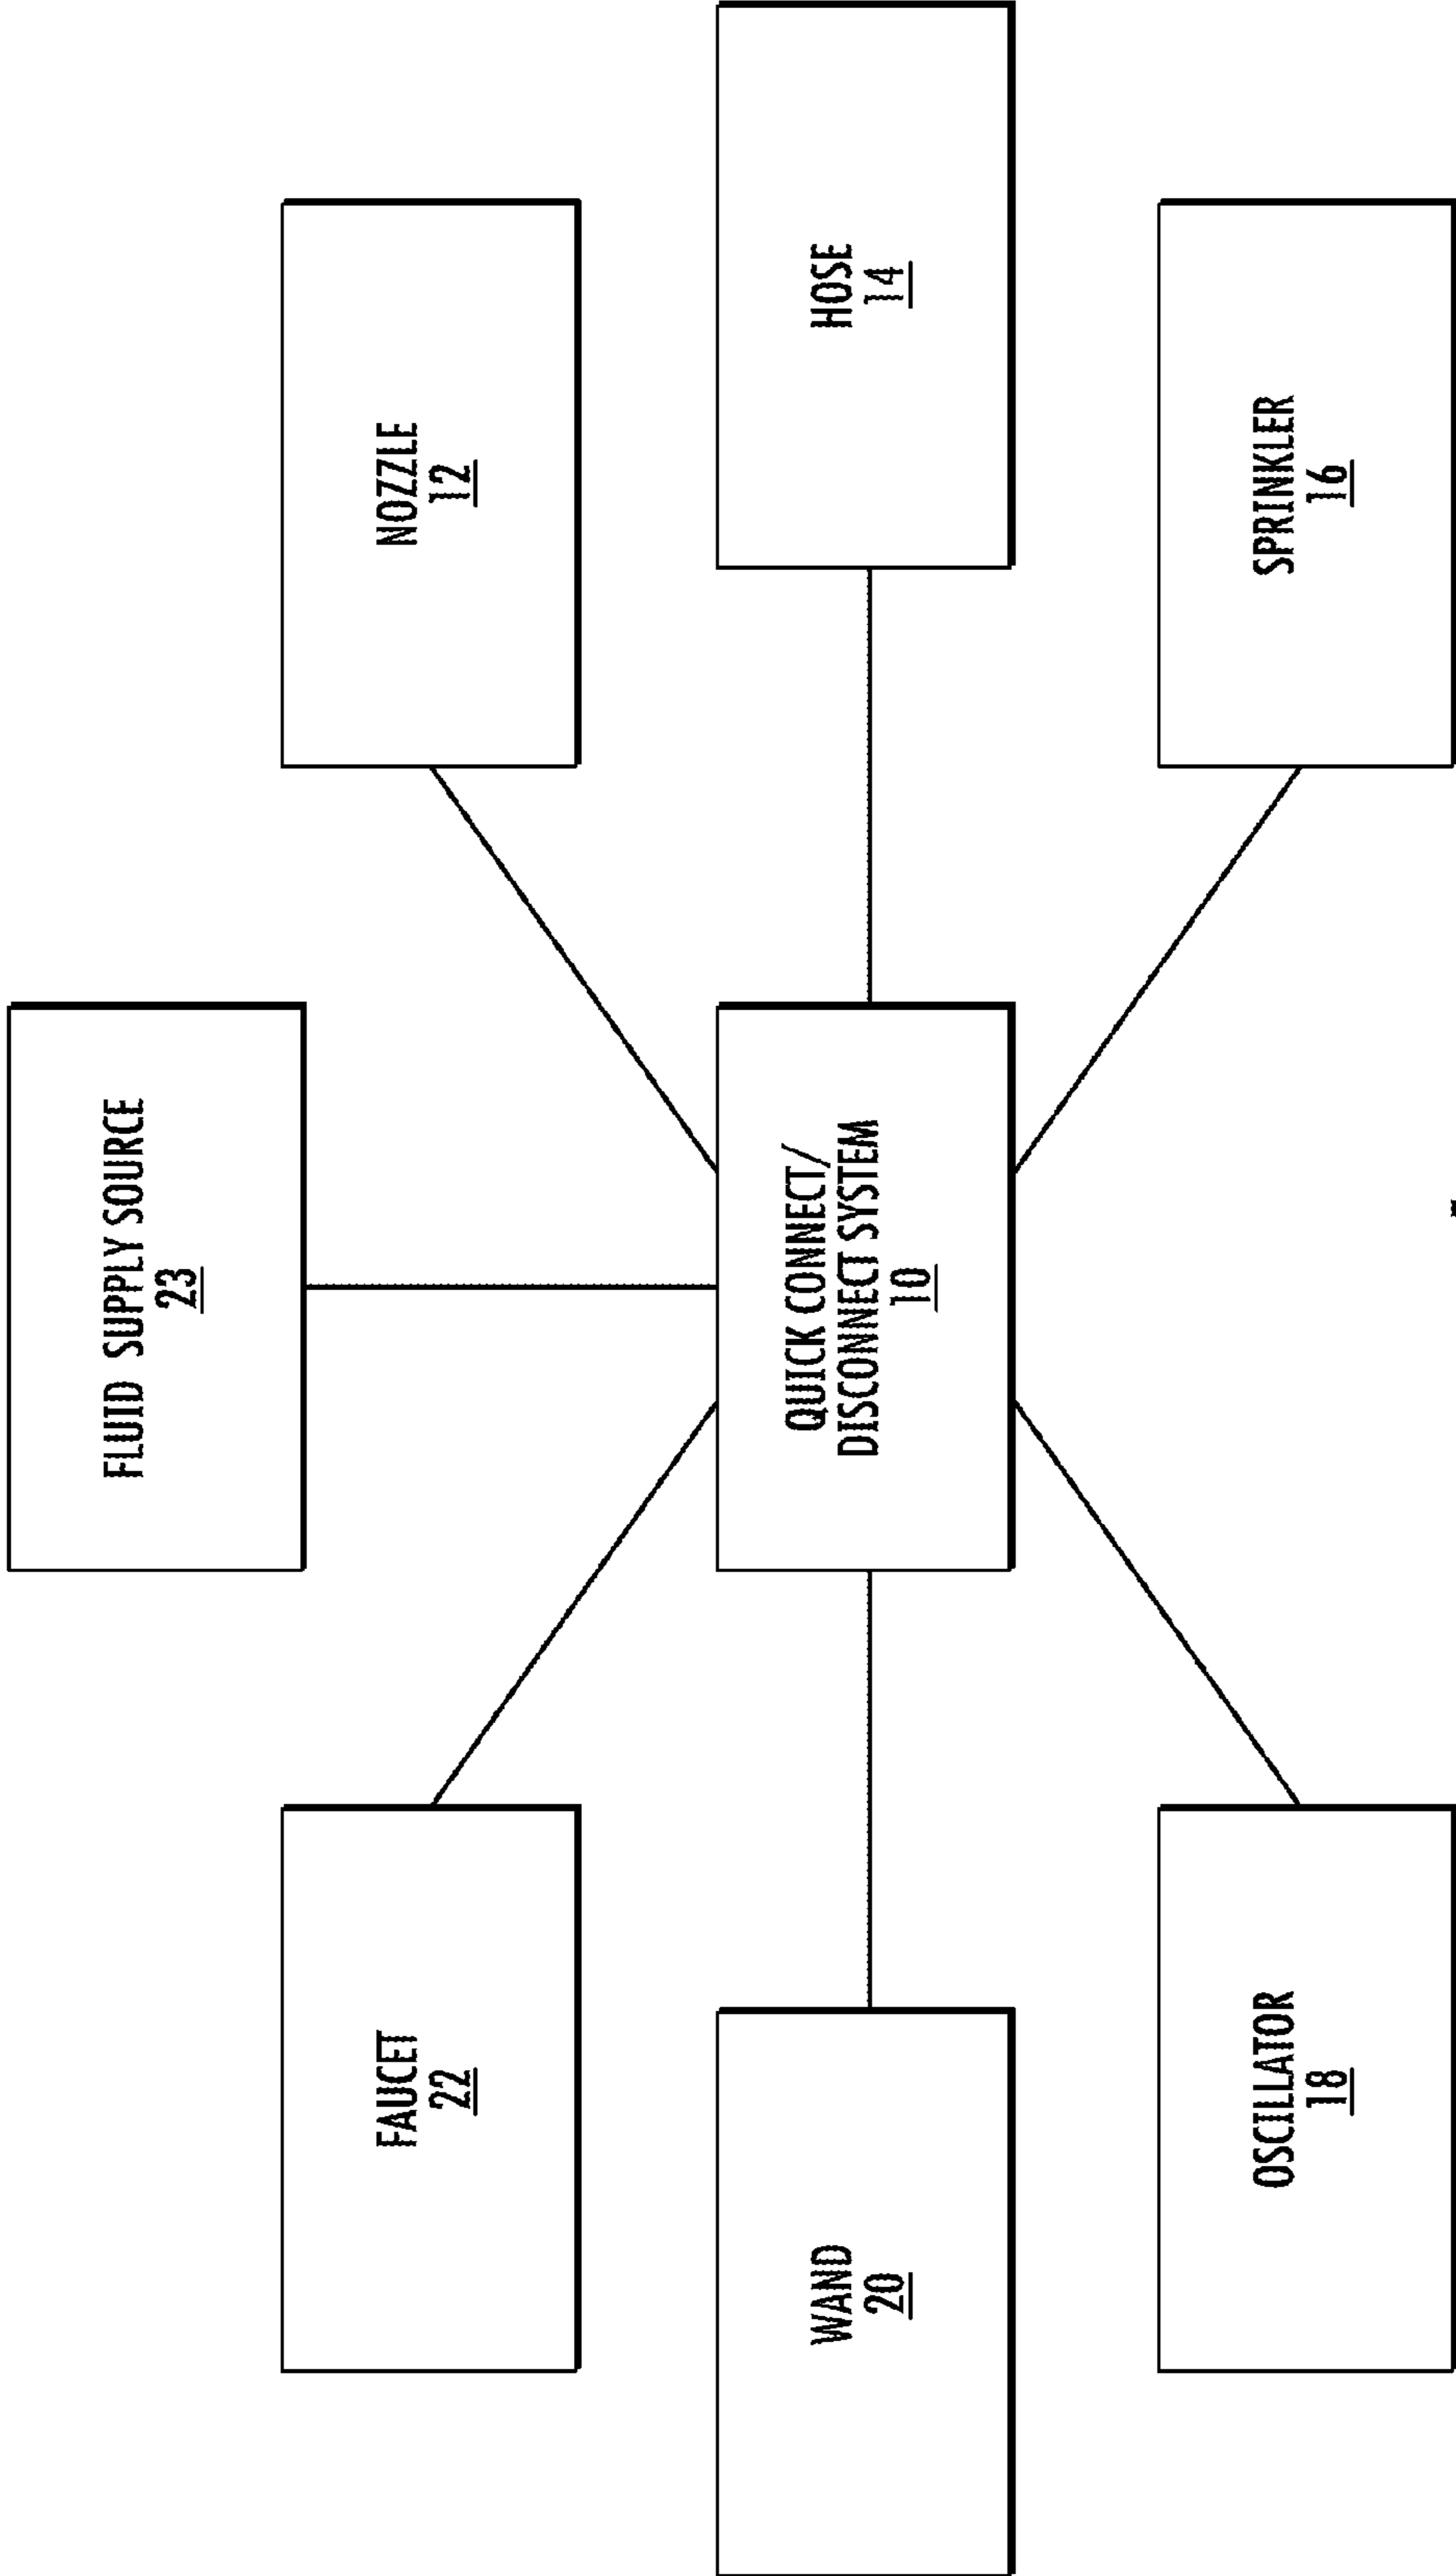 FLUID SUPPLY SOURCE
23
FAUCET
22
NOZZLE
12
WAND
20
QUICK CONNECT/
DISCONNECT SYSTEM
10
HOSE
14
OSCILLATOR
18
SPRINKLER
16